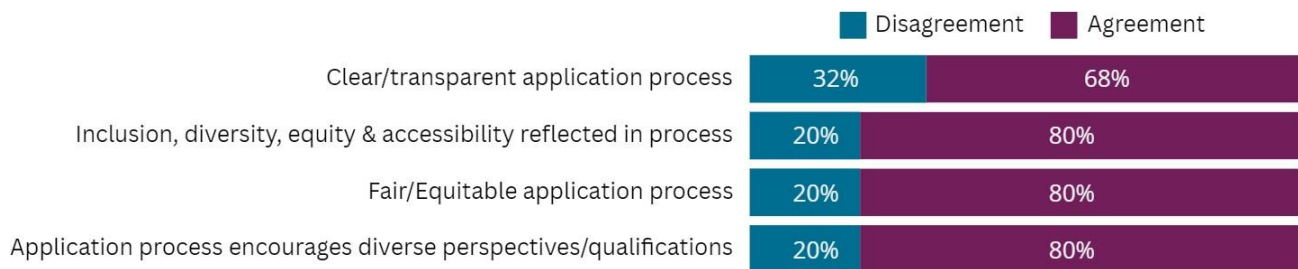 Disagreement Agreement
Clear/transparent application process 32% 68%
Inclusion, diversity, equity & accessibility reflected in process 20% 80%
Fair/Equitable application process 20% 80%
Application process encourages diverse perspectives/qualifications 20% 80%